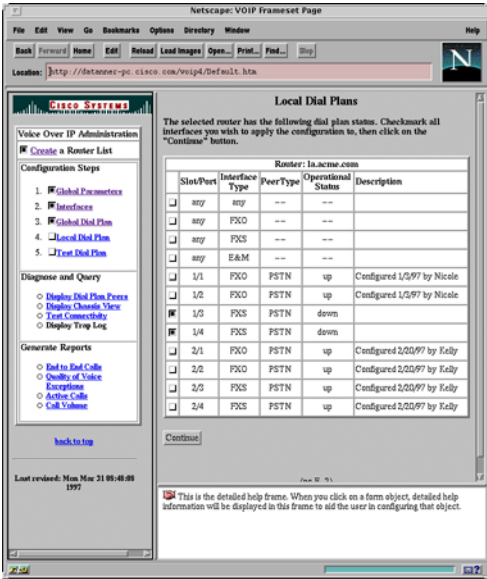 Netscape: VOIP Frameset Page
File Edit View Go Bookmarks Options Directory Window Help
Back Forward Home Edit Reload Load Images Open... Print... Find... Stop
N
Location: http://datanner-pc.cisco.com/voip4/Default.htm
CISCO SYSTEMS
Voice Over IP Administration
Create a Router List
Configuration Steps
1. Global Parameters
2. Interfaces
3. Global Dial Plan
4. Local Dial Plan
5. Test Dial Plan
Diagnose and Query
Display Dial Plan Peers
Display Chassis View
Test Connectivity
Display Trap Log
Generate Reports
End to End Calls
Quality of Voice
Exceptions
Active Calls
Call Volume
back to top
Last revised: Mon Mar 31 08:48:08
1997
Local Dial Plans
The selected router has the following dial plan status. Checkmark all
interfaces you wish to apply the configuration to, then click on the
"Continue" button.
Router: la.acme.com
Slot/Port Interface Type PeerType Operational Status Description
any any -- --
any FXO -- --
any FXS -- --
any E&M -- --
1/1 FXO PSTN up Configured 1/3/97 by Nicole
1/2 FXO PSTN up Configured 1/3/97 by Nicole
1/3 FXS PSTN down
1/4 FXS PSTN down
2/1 FXO PSTN up Configured 2/20/97 by Kelly
2/2 FXO PSTN up Configured 2/20/97 by Kelly
2/3 FXS PSTN up Configured 2/20/97 by Kelly
2/4 FXS PSTN up Configured 2/20/97 by Kelly
Continue
This is the detailed help frame. When you click on a form object, detailed help
information will be displayed in this frame to aid the user in configuring that object.